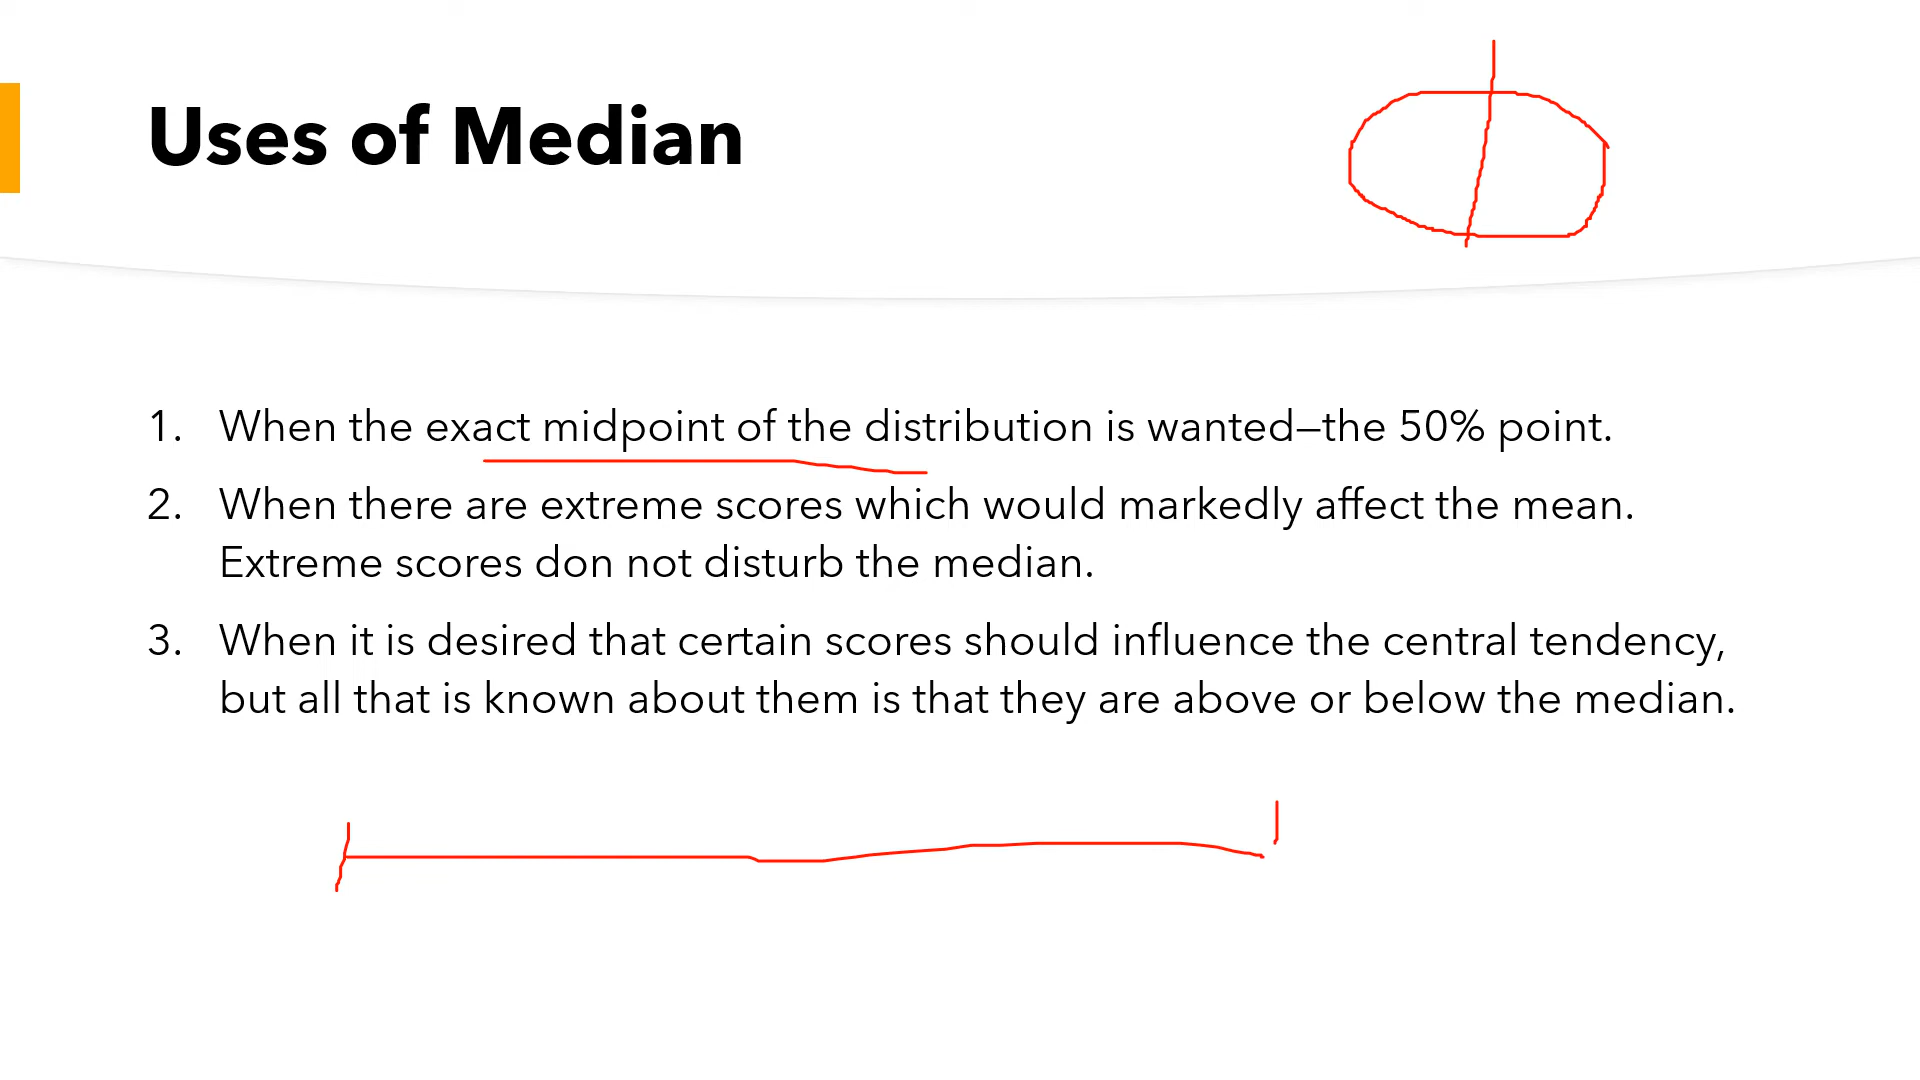 Uses of Median
1. When the exact midpoint of the distribution is wanted—the 50% point.
2. When there are extreme scores which would markedly affect the mean.
Extreme scores don not disturb the median.
3. When it is desired that certain scores should influence the central tendency,
but all that is known about them is that they are above or below the median.